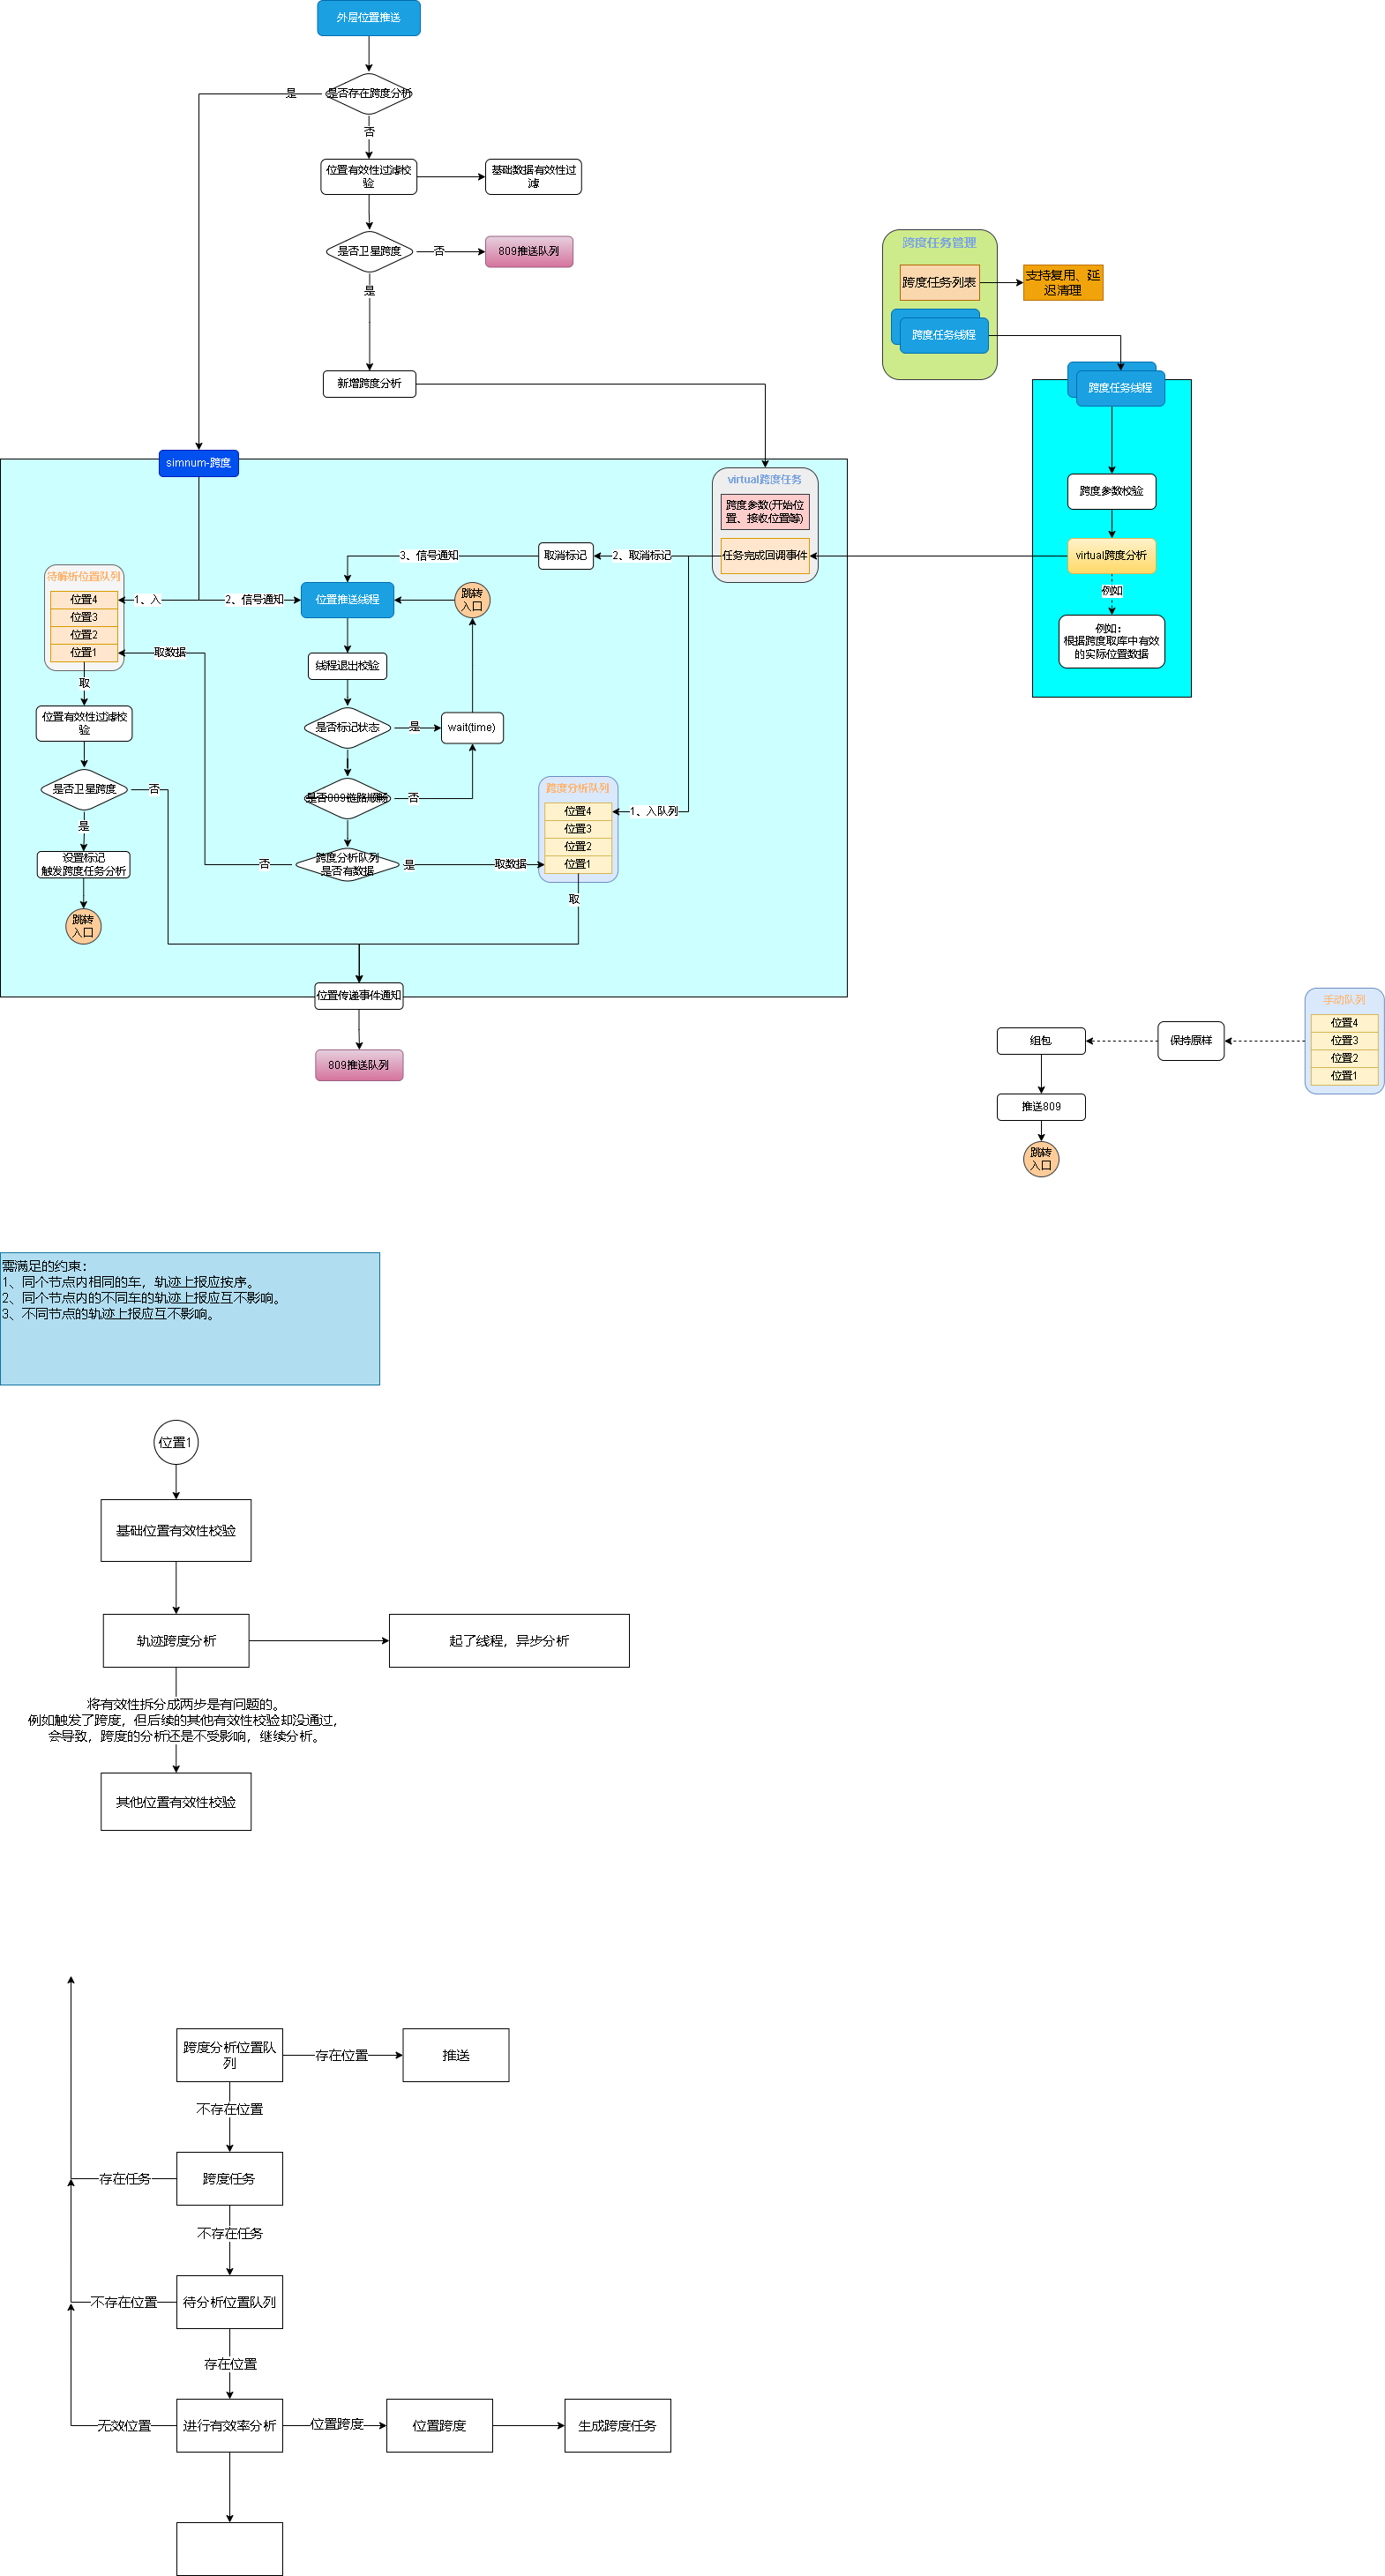 外层位置推送
是否存在跨度分析
是
否
位置有效性过滤校
验
基础数据有效性过
滤
是否卫星跨度
否
809推送队列
是
新增跨度分析
跨度任务管理
跨度任务列表
支持复用、延
迟清理
跨度任务线程
跨度任务线程
跨度参数校验
virtual跨度分析
例如
例如：
根据跨度取库中有效
的实际位置数据
simnum-跨度
virtual跨度任务
跨度参数(开始位
置、接收位置等)
任务完成回调事件
2、取消标记
取消标记
3、信号通知
待解析位置队列
位置4
位置3
位置2
位置1
1、入
2、信号通知
位置推送线程
跳转
入口
取数据
线程退出校验
取
位置有效性过滤校
验
是否标记状态
是
wait(time)
是否卫星跨度
否
是否809链路顺畅
否
跨度分析队列
位置4
位置3
位置2
位置1
1、入队列
是
设置标记
触发跨度任务分析
跨度分析队列
是否有数据
否
是
取数据
取
跳转
入口
位置传递事件通知
809推送队列
手动队列
位置4
位置3
位置2
位置1
保持原样
组包
推送809
跳转
入口
需满足的约束：
1、同个节点内相同的车，轨迹上报应按序。
2、同个节点内的不同车的轨迹上报应互不影响。
3、不同节点的轨迹上报应互不影响。
位置1
基础位置有效性校验
轨迹跨度分析
起了线程，异步分析
将有效性拆分成两步是有问题的。
例如触发了跨度，但后续的其他有效性校验却没通过，
会导致，跨度的分析还是不受影响，继续分析。
其他位置有效性校验
跨度分析位置队
列
存在位置
推送
不存在位置
存在任务
跨度任务
不存在任务
不存在位置
待分析位置队列
存在位置
无效位置
进行有效率分析
位置跨度
位置跨度
生成跨度任务